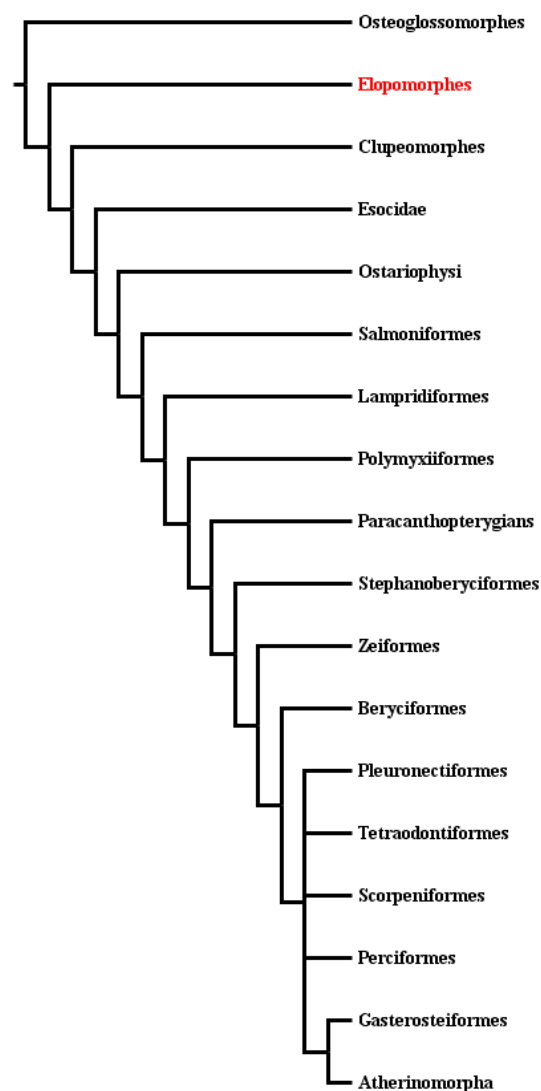 Osteoglossomorphes
Elopomorphes
Clupeomorphes
Esocidae
Ostariophysi
Salmoniformes
Lampridiformes
Polymyxiiformes
Paracanthopterygians
Stephanoberyciformes
Zeiformes
Beryciformes
Pleuronectiformes
Tetraodontiformes
Scorpeniformes
Perciformes
Gasterosteiformes
Atherinomorpha